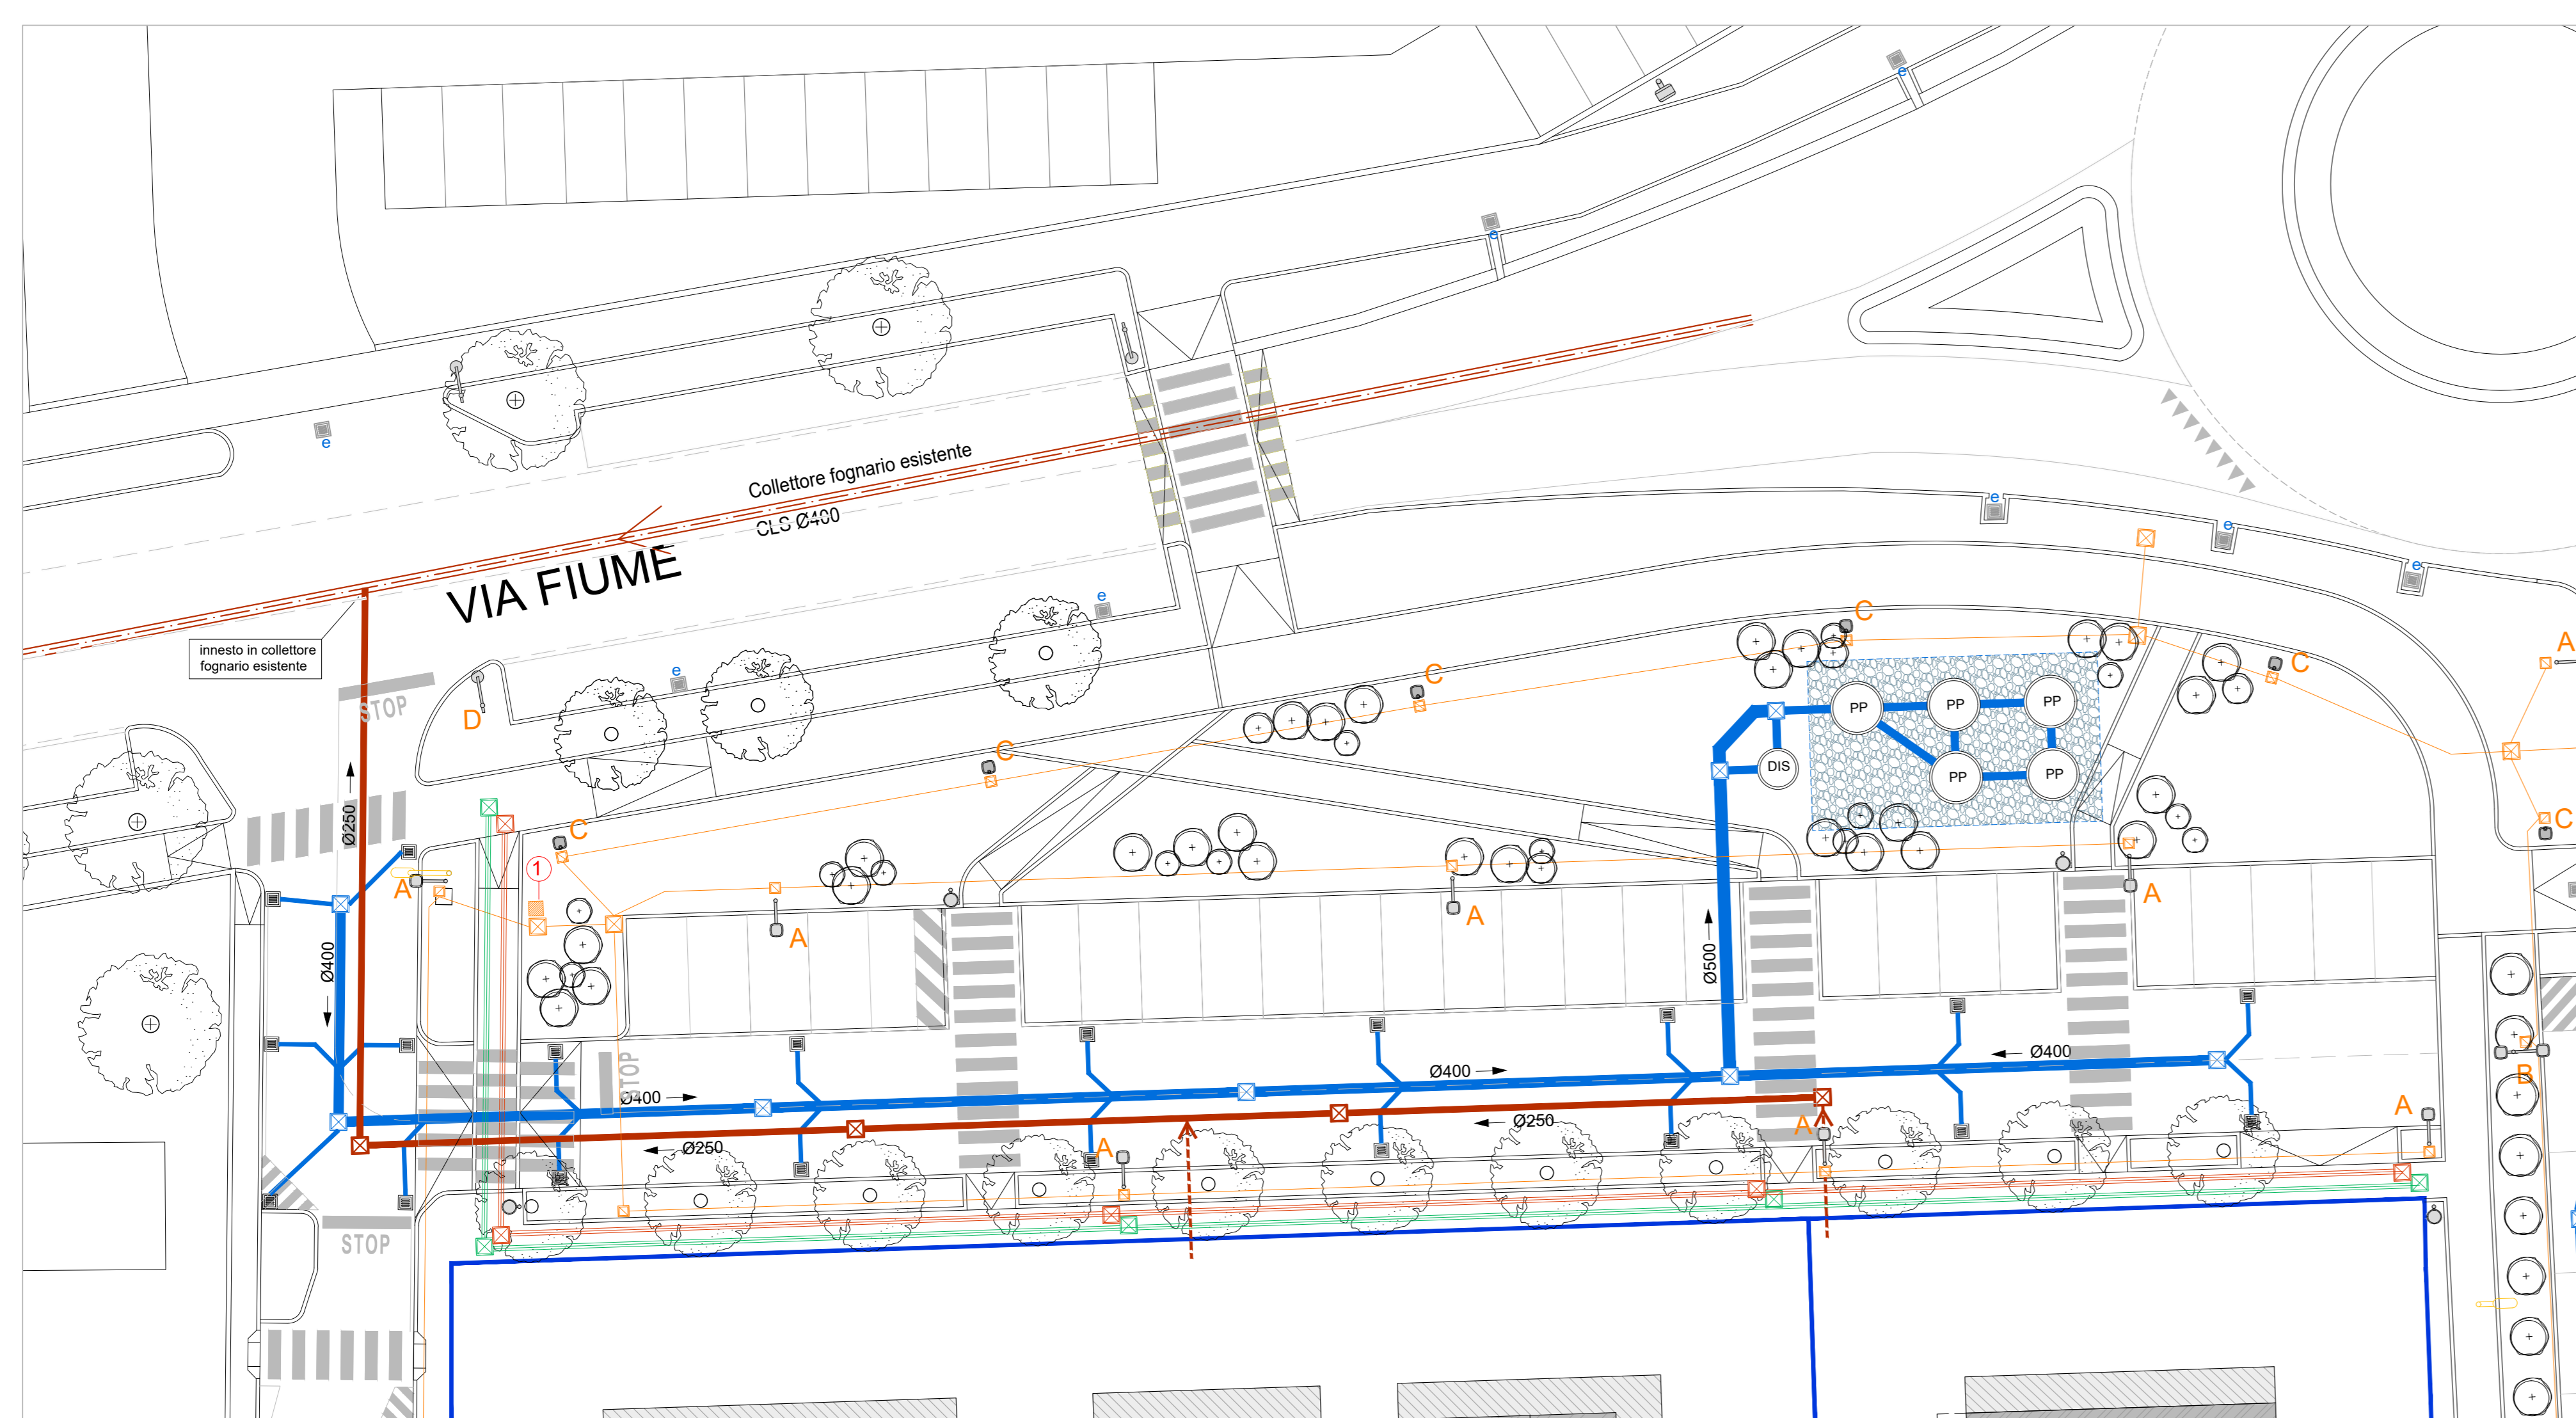 e
e
e
Collettore fognario esistente
CLS Ø400
VIA FIUME
innesto in collettore
fognario esistente
STOP
D
e
e
e
e
e
C
C
C
C
C
A
C
PP
PP
PP
PP
PP
PP
DIS
1
A
A
A
A
Ø250
Ø400
Ø500
STOP
Ø400
Ø400
Ø400
Ø250
Ø250
A
A
A
B
STOP